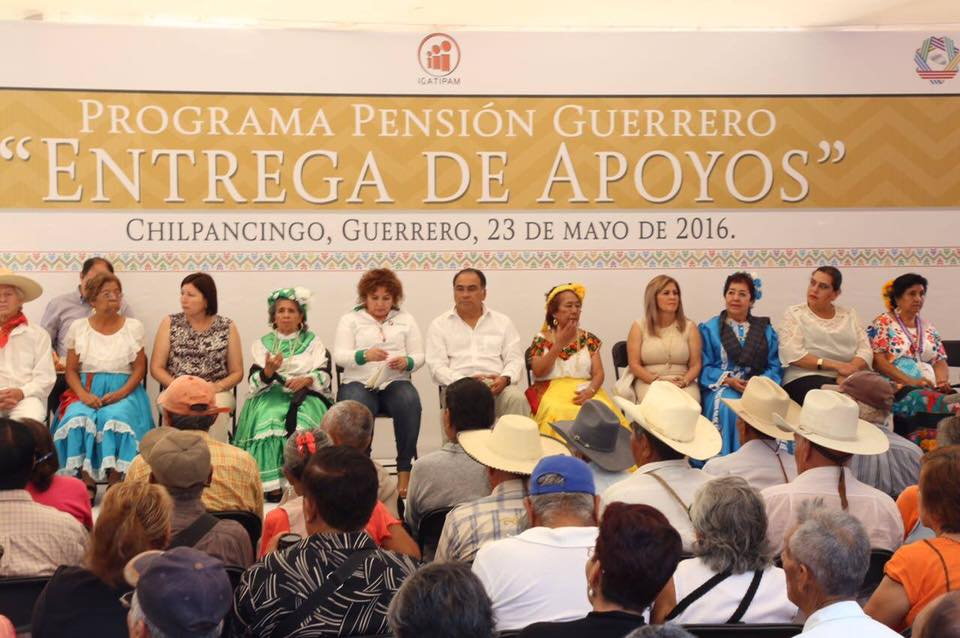 IGATIPAM
PROGRAMA PENSIÓN GUERRERO
“ENTREGA DE APOYOS”
CHILPANCINGO, GUERRERO, 23 DE MAYO DE 2016.